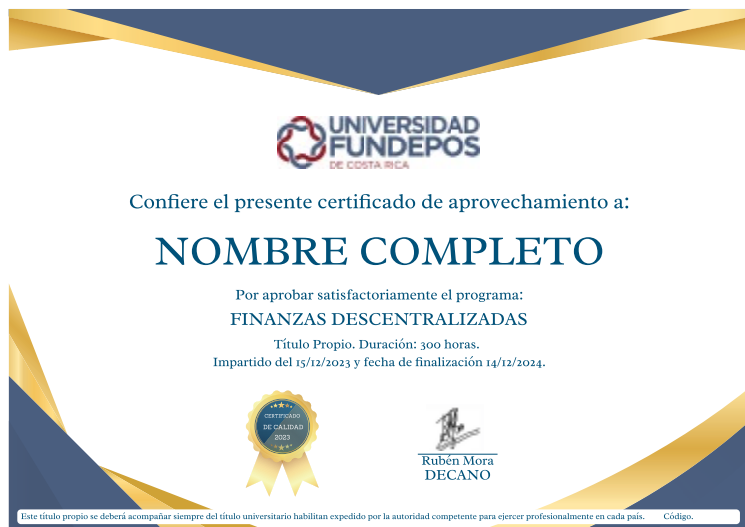 UNIVERSIDAD
FUNDEPOS
DE COSTA RICA
Confiere el presente certificado de aprovechamiento a:
NOMBRE COMPLETO
Por aprobar satisfactoriamente el programa:
FINANZAS DESCENTRALIZADAS
Título Propio. Duración: 300 horas.
Impartido del 15/12/2023 y fecha de finalización 14/12/2024.
CERTIFICADO
DE CALIDAD
2023
Rubén Mora
DECANO
Este título propio se deberá acompañar siempre del título universitario habilitan expedido por la autoridad competente para ejercer profesionalmente en cada país. Código.